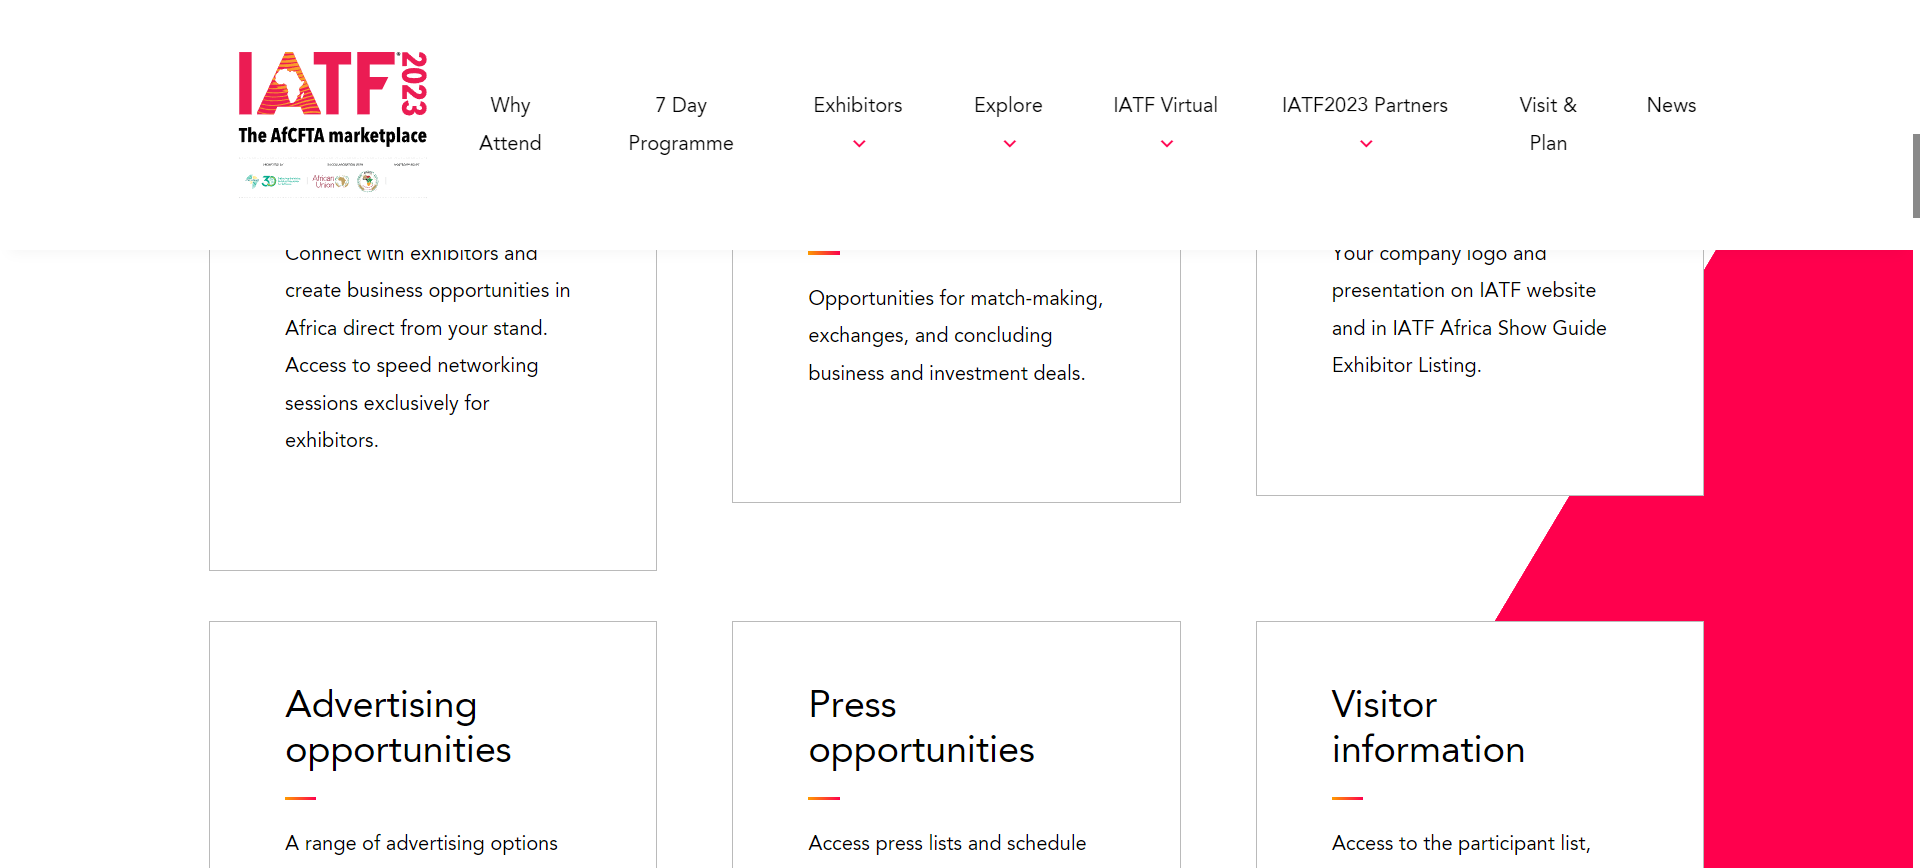 IATF 2023
The AfCFTA marketplace
African
Union
Why
Attend
7 Day
Programme
Exhibitors
Explore
IATF Virtual
IATF2023 Partners
Visit &
Plan
News
Connect with exhibitors and
create business opportunities in
Africa direct from your stand.
Access to speed networking
sessions exclusively for
exhibitors.
Opportunities for match-making,
exchanges, and concluding
business and investment deals.
Your company logo and
presentation on IATF website
and in IATF Africa Show Guide
Exhibitor Listing.
Advertising
opportunities
A range of advertising options
Press
opportunities
Access press lists and schedule
Visitor
information
Access to the participant list,